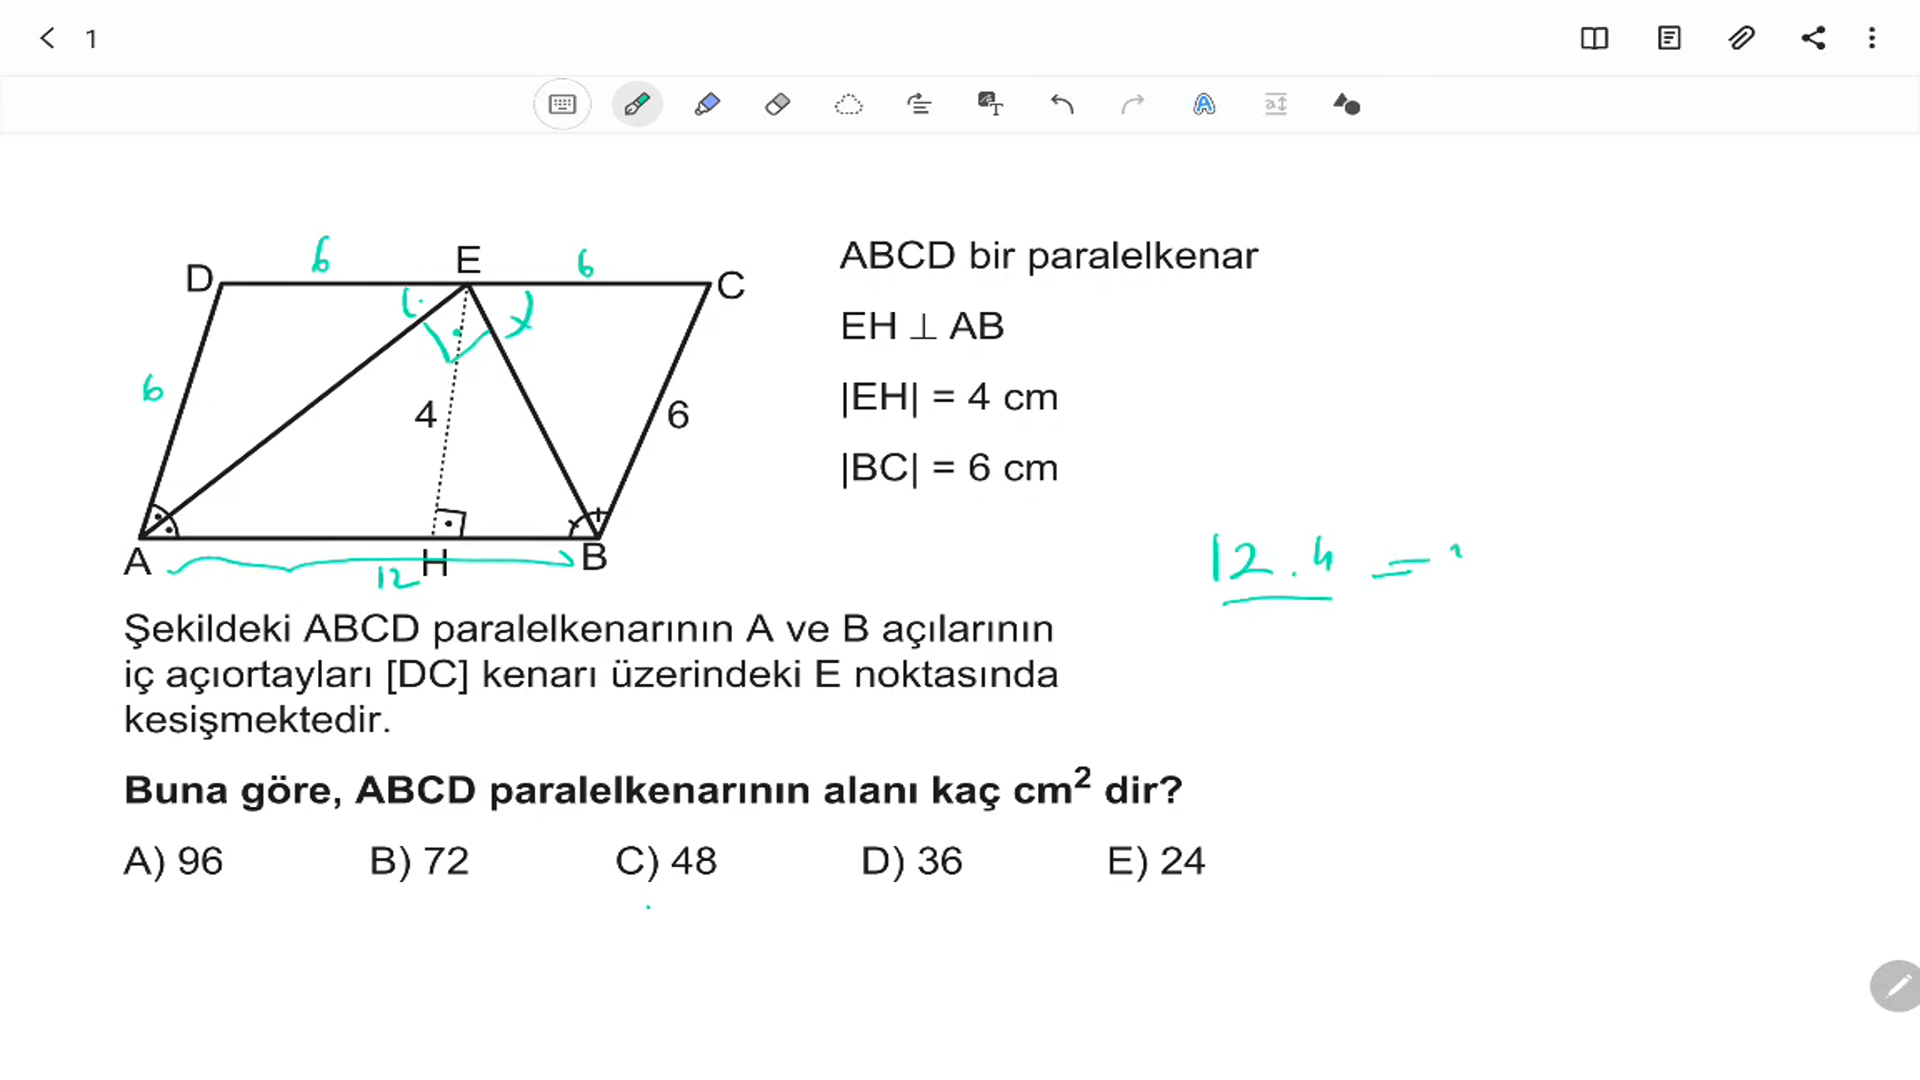 1
6
E
6
D
C
6
4
6
A
H
B
12
ABCD bir paralelkenar
EH ⊥ AB
|EH| = 4 cm
|BC| = 6 cm
12.4 =
Şekildeki ABCD paralelkenarının A ve B açılarının
iç açıortayları [DC] kenarı üzerindeki E noktasında
kesişmektedir.
Buna göre, ABCD paralelkenarının alanı kaç cm² dir?
A) 96 B) 72 C) 48 D) 36 E) 24